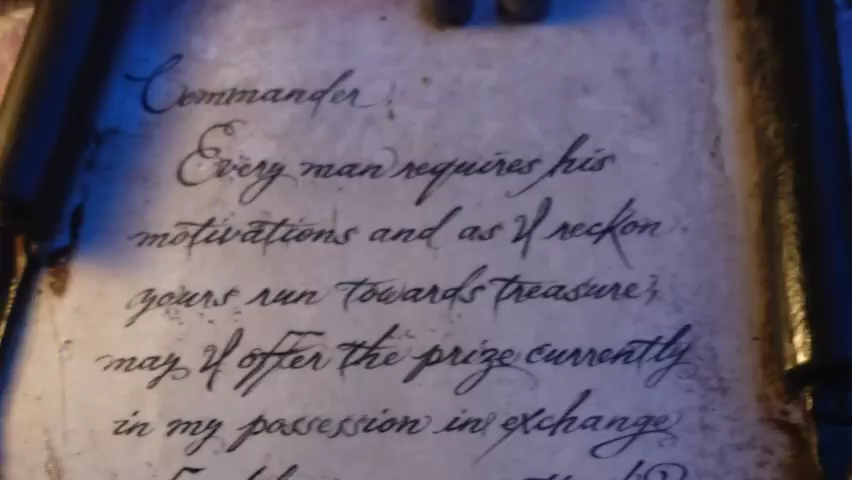 Commander
Every man requires his
motivations and as I reckon
yours run towards treasure,
may I offer the prize currently
in my possession in exchange